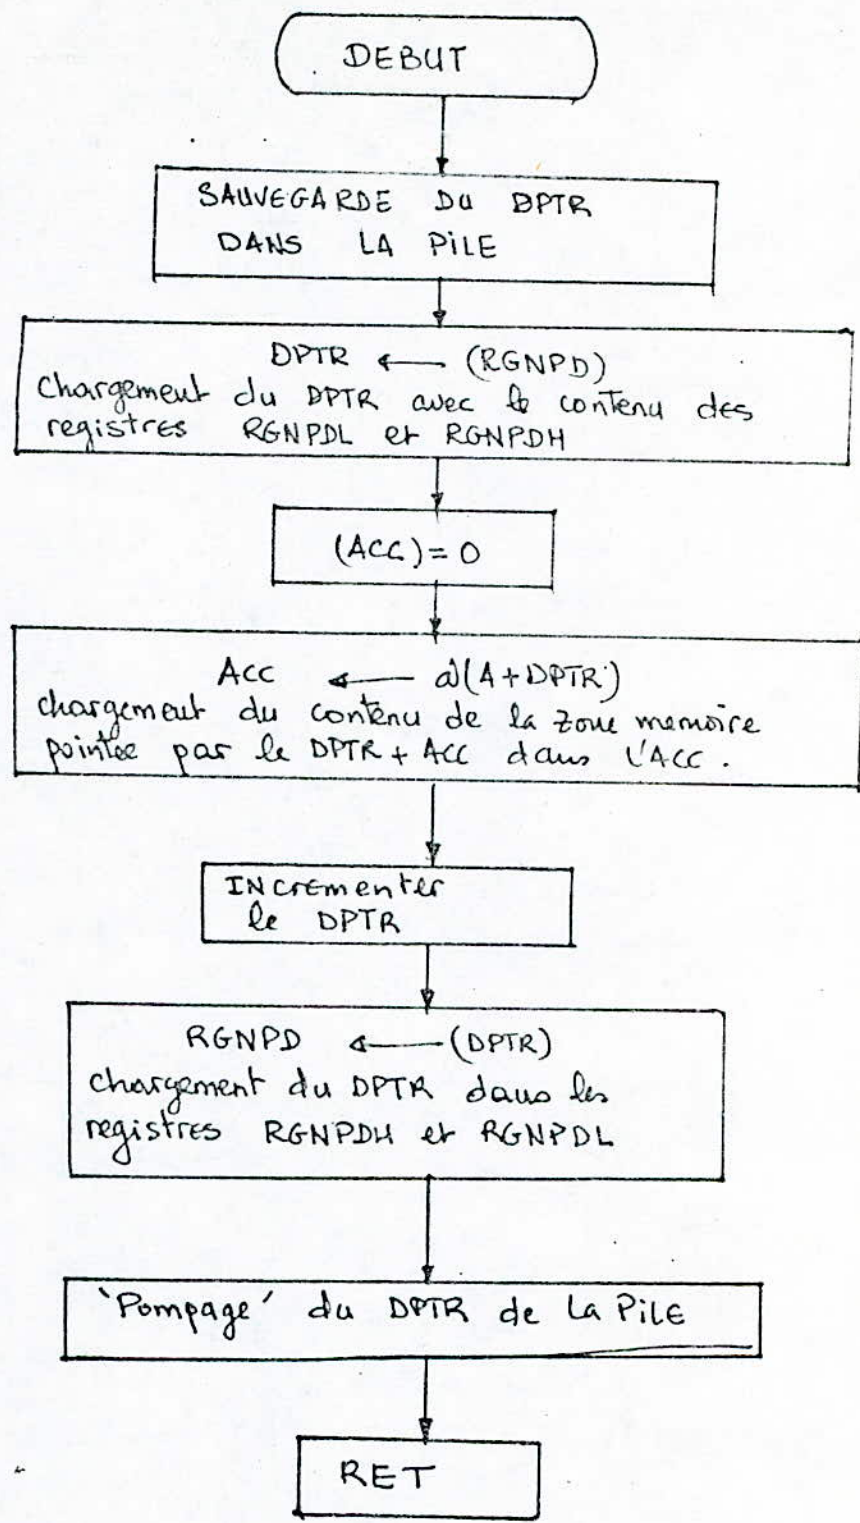 DEBUT
SAUVEGARDE DU DPTR
DANS LA PILE
DPTR ← (RGNPD)
chargement du DPTR avec le contenu des
registres RGNPDL et RGNPDH
(ACC) = 0
ACC ← @(A+DPTR)
chargement du contenu de la zone memoire
pointée par le DPTR + ACC dans l'ACC.
INcrementer
le DPTR
RGNPD ← (DPTR)
chargement du DPTR dans les
registres RGNPDH et RGNPDL
'Pompage' du DPTR de la PilE
RET